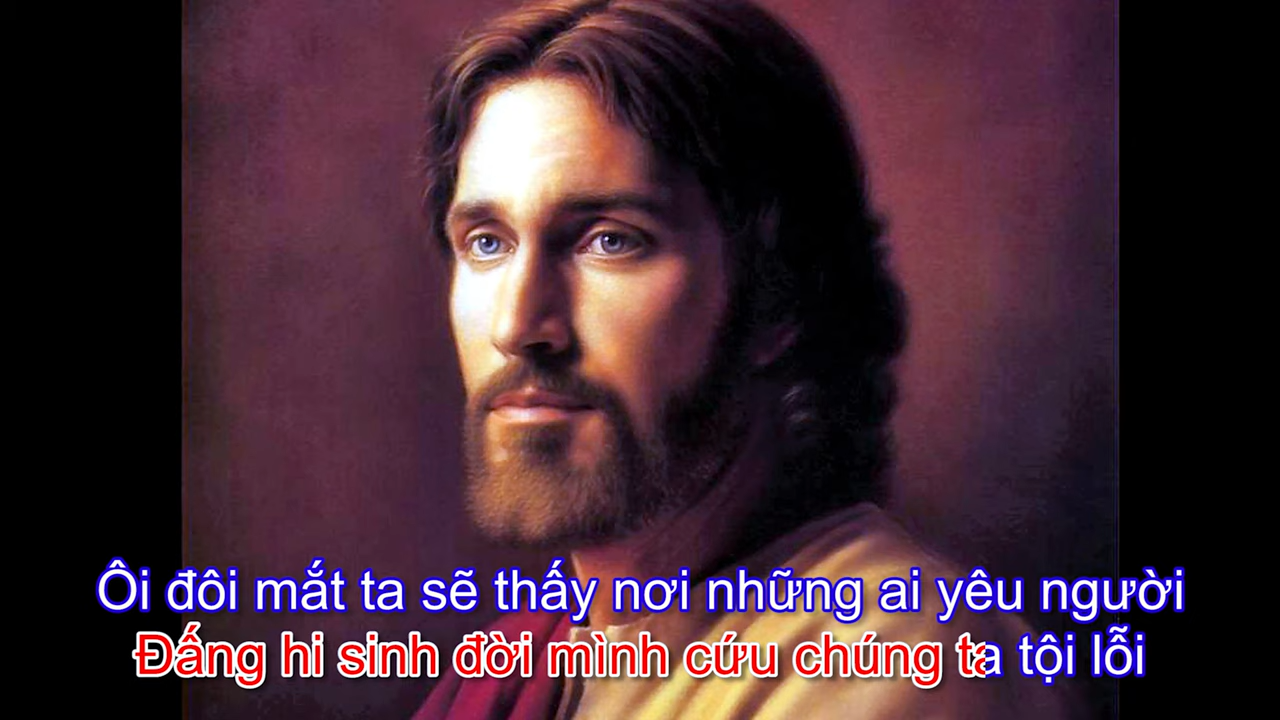 Ôi đôi mắt ta sẽ thấy nơi những ai yêu người
Đấng hi sinh đời mình cứu chúng ta tội lỗi